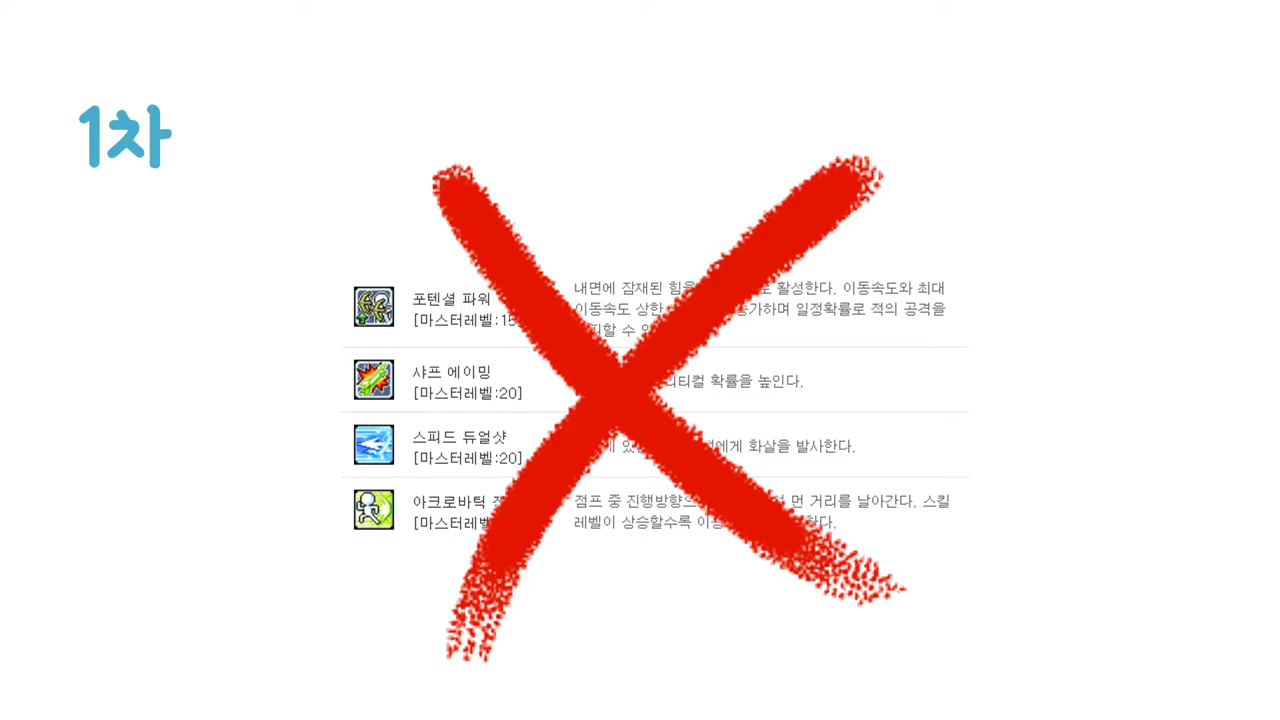 1차
포텐셜 파워
[마스터레벨:15
내면에 잠재된 힘을 활성한다. 이동속도와 최대
이동속도 상한 증가하며 일정확률로 적의 공격을
회피할 수
샤프 에이밍
[마스터레벨:20]
크리티컬 확률을 높인다.
스피드 듀얼샷
[마스터레벨:20]
적에게 화살을 발사한다.
아크로바틱
[마스터레벨
점프 중 진행방향으로 먼 거리를 날아간다. 스킬
레벨이 상승할수록